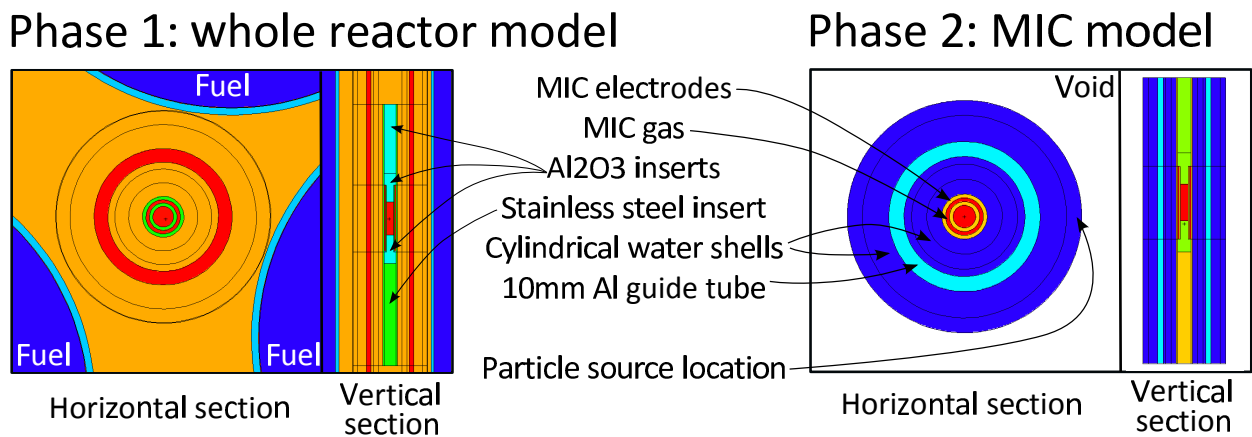 Phase 1: whole reactor model
Phase 2: MIC model
Fuel
Fuel
Fuel
Horizontal section
Vertical
section
MIC electrodes
MIC gas
Al2O3 inserts
Stainless steel insert
Cylindrical water shells
10mm Al guide tube
Particle source location
Void
Horizontal section
Vertical
section